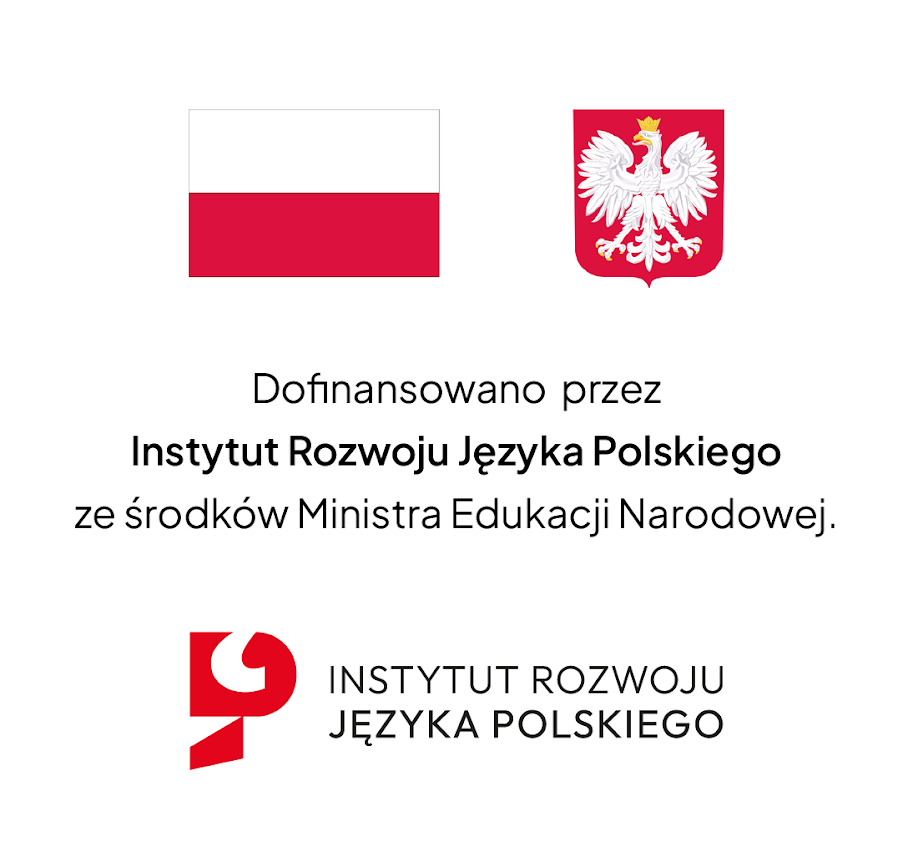 Dofinansowano przez
Instytut Rozwoju Języka Polskiego
ze środków Ministra Edukacji Narodowej.
INSTYTUT ROZWOJU
JĘZYKA POLSKIEGO